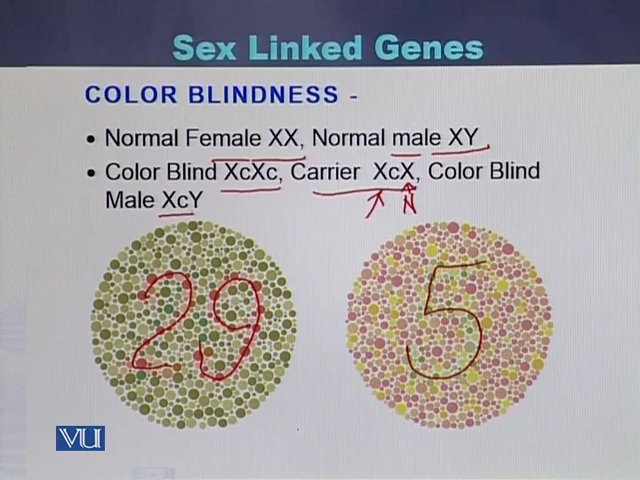 Sex Linked Genes
COLOR BLINDNESS -
• Normal Female XX, Normal male XY
• Color Blind XcXc, Carrier XcX, Color Blind
Male XcY
N
29
5
VU